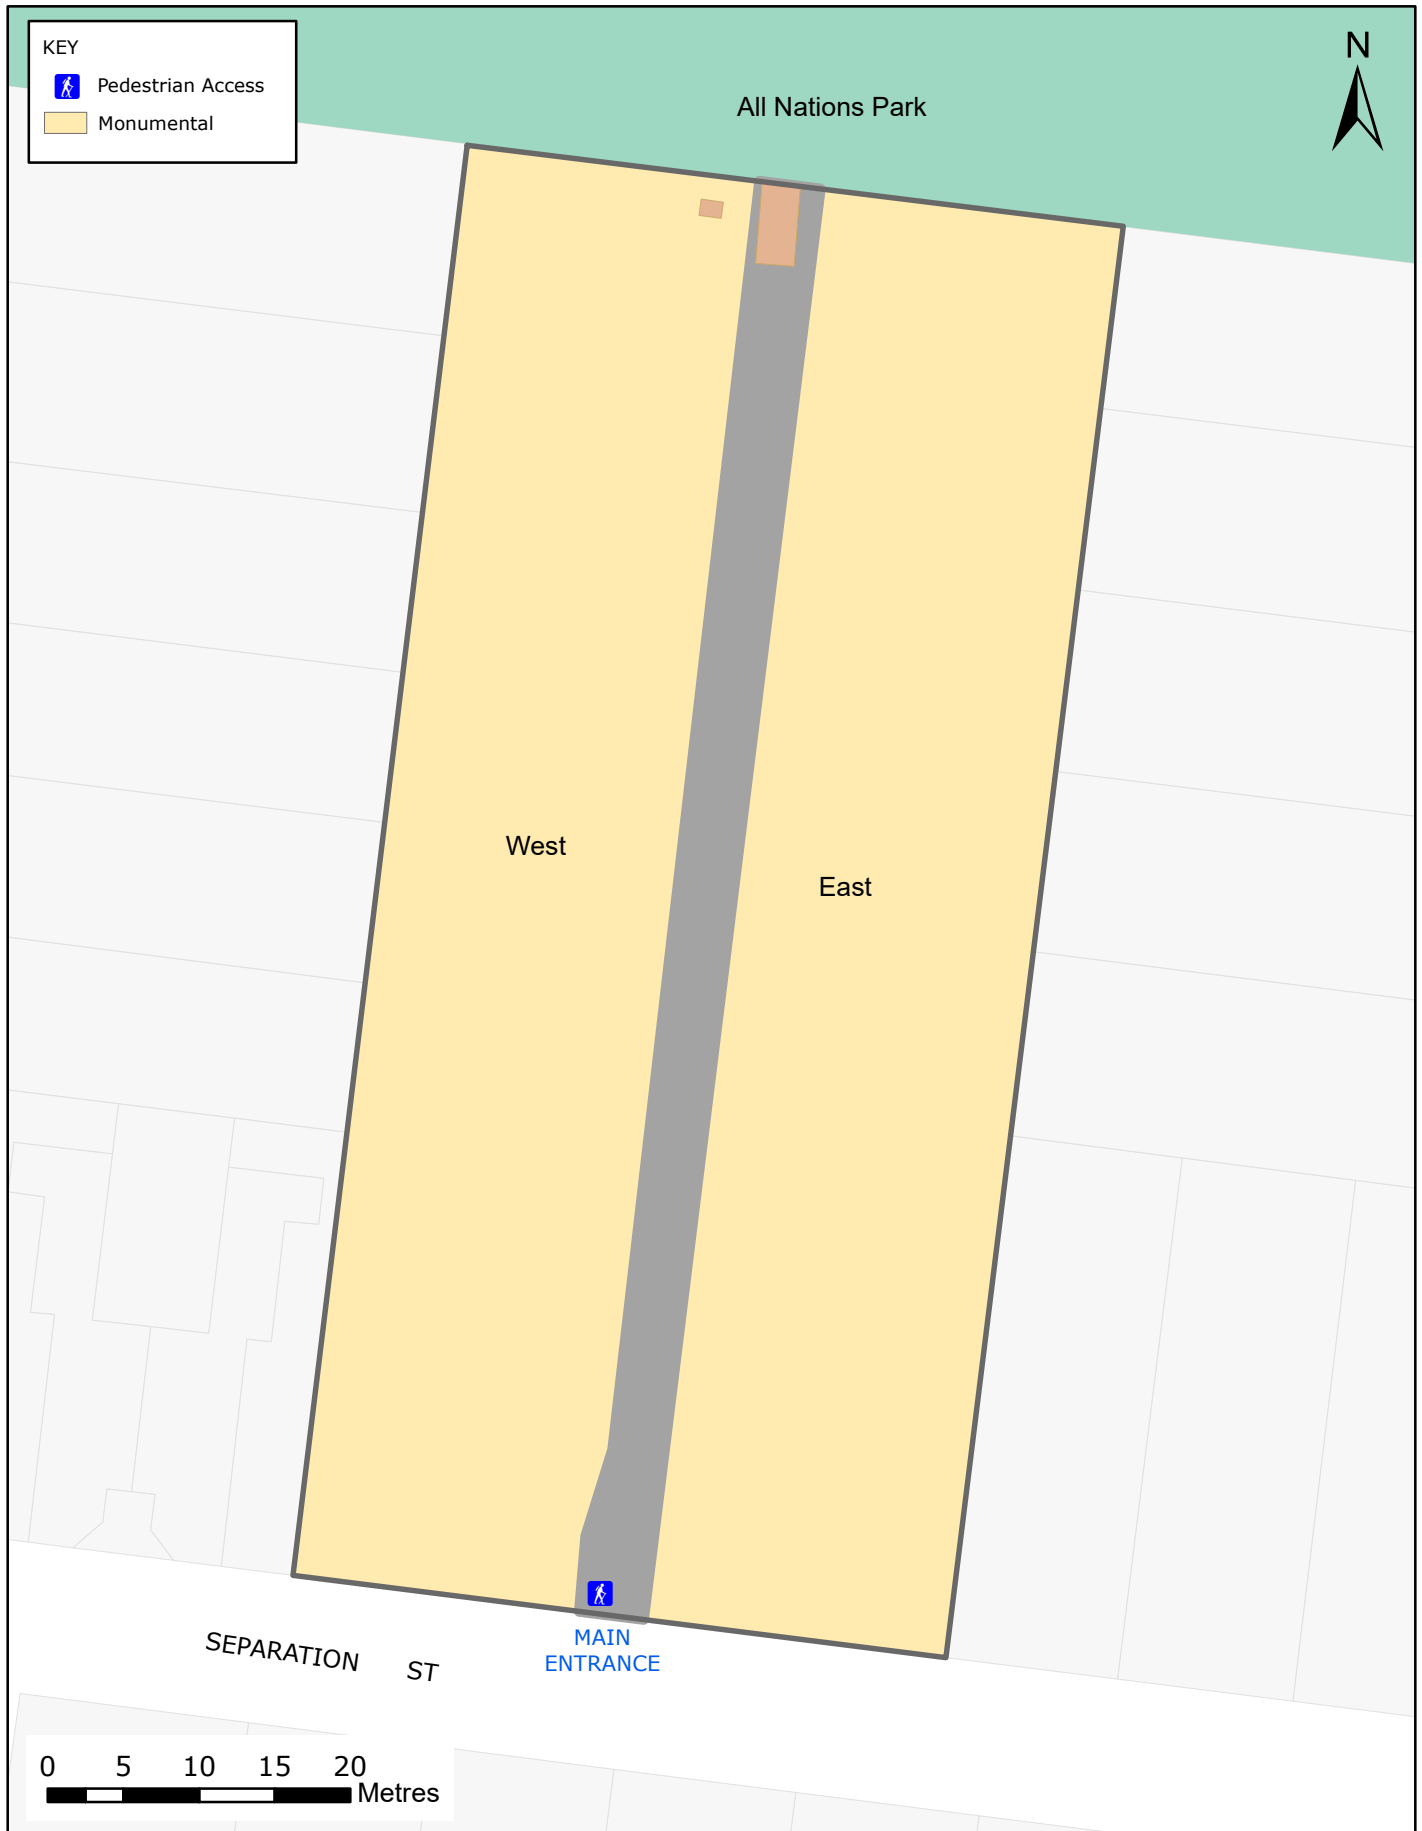 KEY
Pedestrian Access
Monumental
N
All Nations Park
West
East
MAIN
ENTRANCE
SEPARATION ST
0 5 10 15 20
Metres